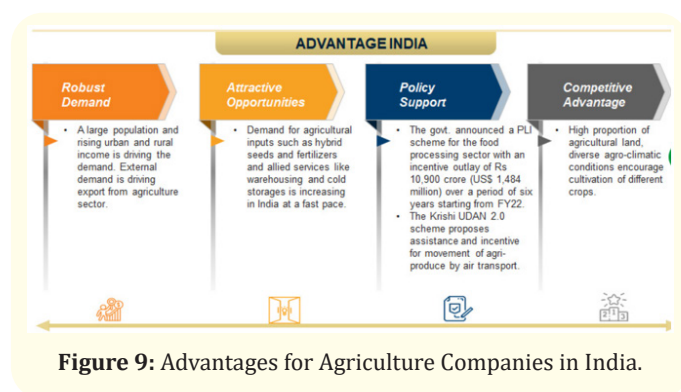 ADVANTAGE INDIA
Robust
Demand
• A large population and
rising urban and rural
income is driving the
demand. External
demand is driving
export from agriculture
sector.
Attractive
Opportunities
• Demand for agricultural
inputs such as hybrid
seeds and fertilizers
and allied services like
warehousing and cold
storages is increasing
in India at a fast pace.
Policy
Support
• The govt. announced a PLI
scheme for the food
processing sector with an
incentive outlay of Rs
10,900 crore (US$ 1,484
million) over a period of six
years starting from FY22.
• The Krishi UDAN 2.0
scheme proposes
assistance and incentive
for movement of agri-
produce by air transport.
Competitive
Advantage
• High proportion of
agricultural land,
diverse agro-climatic
conditions encourage
cultivation of different
crops.
2 1 3
Figure 9: Advantages for Agriculture Companies in India.